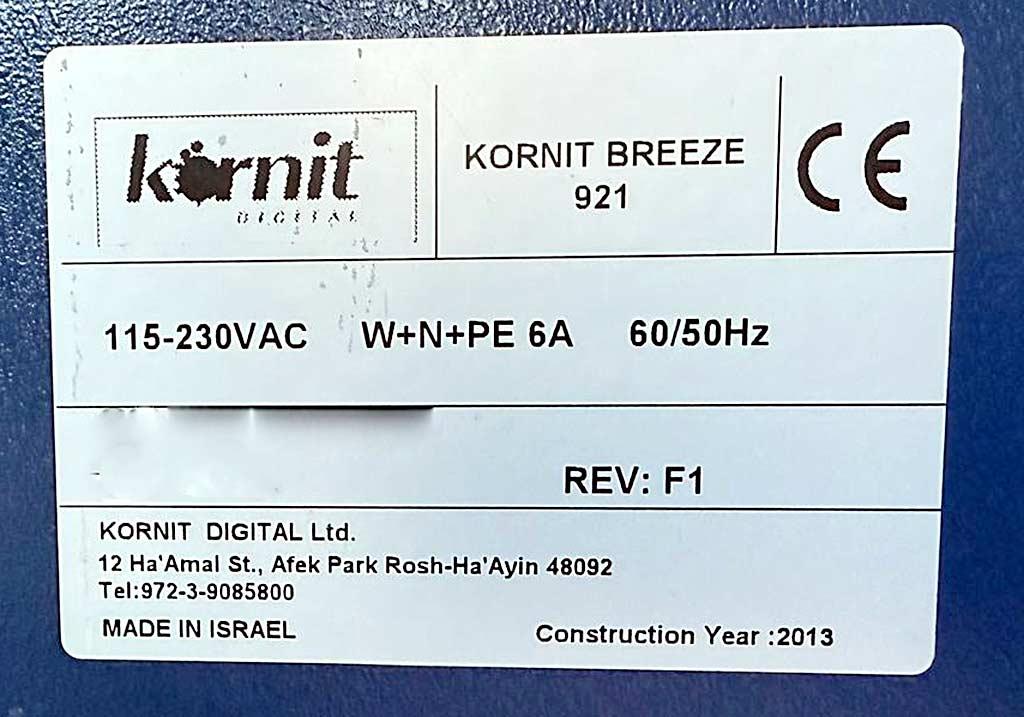 kornit
DIGITAL
KORNIT BREEZE
921
CE
115-230VAC W+N+PE 6A 60/50Hz
REV: F1
KORNIT DIGITAL Ltd.
12 Ha'Amal St., Afek Park Rosh-Ha'Ayin 48092
Tel:972-3-9085800
MADE IN ISRAEL
Construction Year :2013